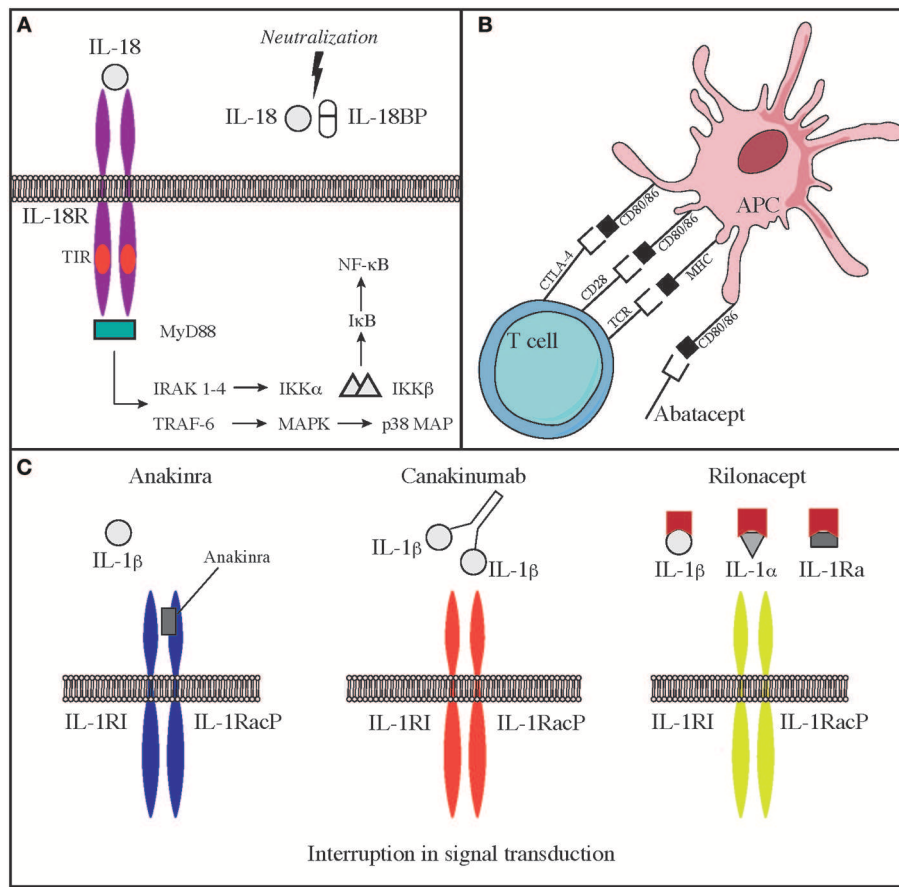 A
IL-18
Neutralization
IL-18
IL-18BP
IL-18R
TIR
MyD88
NF-κB
IκB
IRAK 1-4
IKKα
IKKβ
TRAF-6
MAPK
p38 MAP
B
APC
CD80/86
CTLA-4
CD80/86
CD28
MHC
TCR
CD80/86
T cell
Abatacept
C
Anakinra
IL-1β
Anakinra
IL-1RI
IL-1RacP
Canakinumab
IL-1β
IL-1β
IL-1RI
IL-1RacP
Rilonacept
IL-1β
IL-1α
IL-1Ra
IL-1RI
IL-1RacP
Interruption in signal transduction